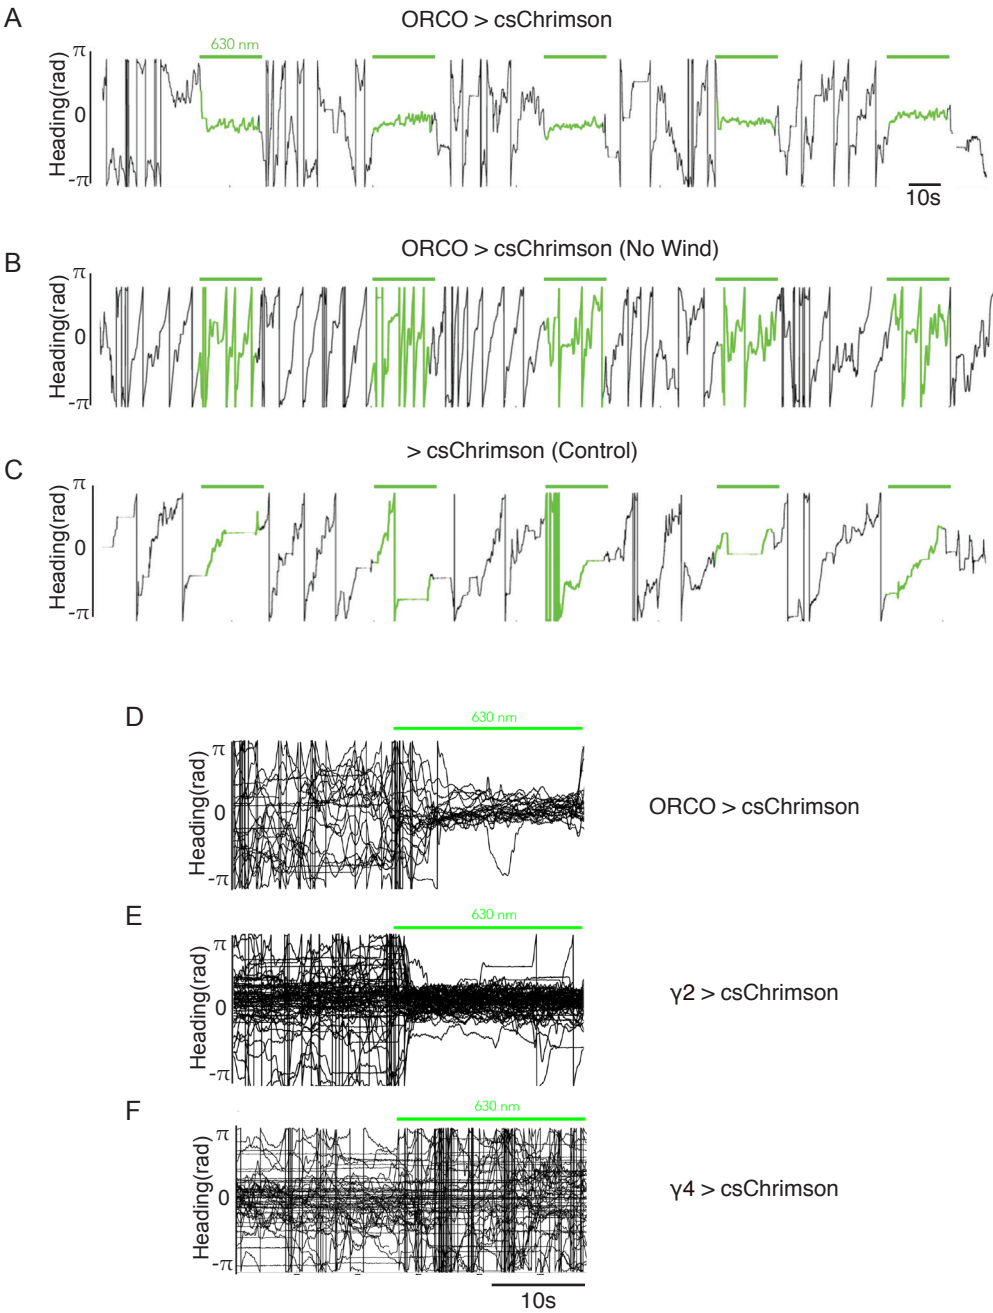 A
ORCO > csChrimson
630 nm
Heading(rad)
π
0
-π
10s
B
ORCO > csChrimson (No Wind)
Heading(rad)
π
0
-π
C
> csChrimson (Control)
Heading(rad)
π
0
-π
D
630 nm
Heading(rad)
π
0
-π
ORCO > csChrimson
E
630 nm
Heading(rad)
π
0
-π
γ2 > csChrimson
F
630 nm
Heading(rad)
π
0
-π
γ4 > csChrimson
10s